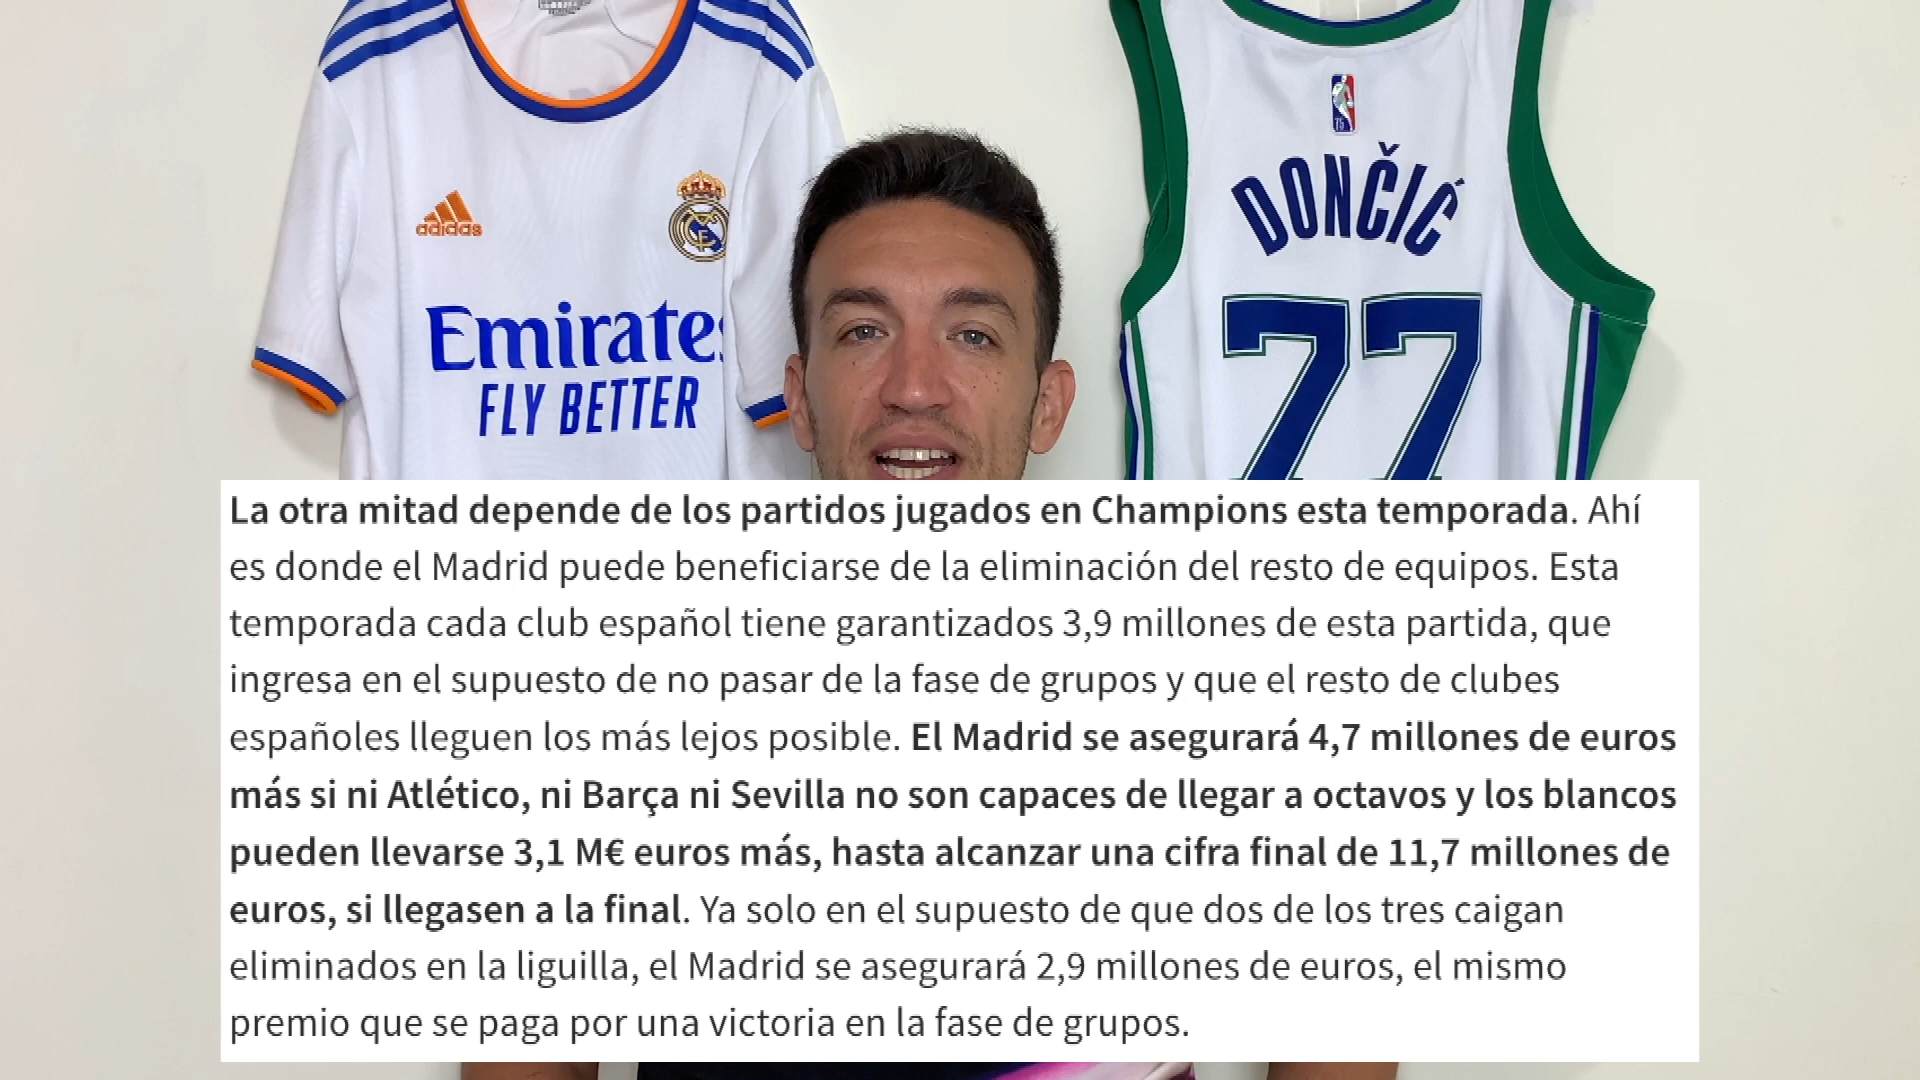 adidas
Emirates
FLY BETTER
75
DONČIĆ
77
La otra mitad depende de los partidos jugados en Champions esta temporada. Ahí
es donde el Madrid puede beneficiarse de la eliminación del resto de equipos. Esta
temporada cada club español tiene garantizados 3,9 millones de esta partida, que
ingresa en el supuesto de no pasar de la fase de grupos y que el resto de clubes
españoles lleguen los más lejos posible. El Madrid se asegurará 4,7 millones de euros
más si ni Atlético, ni Barça ni Sevilla no son capaces de llegar a octavos y los blancos
pueden llevarse 3,1 M€ euros más, hasta alcanzar una cifra final de 11,7 millones de
euros, si llegasen a la final. Ya solo en el supuesto de que dos de los tres caigan
eliminados en la liguilla, el Madrid se asegurará 2,9 millones de euros, el mismo
premio que se paga por una victoria en la fase de grupos.